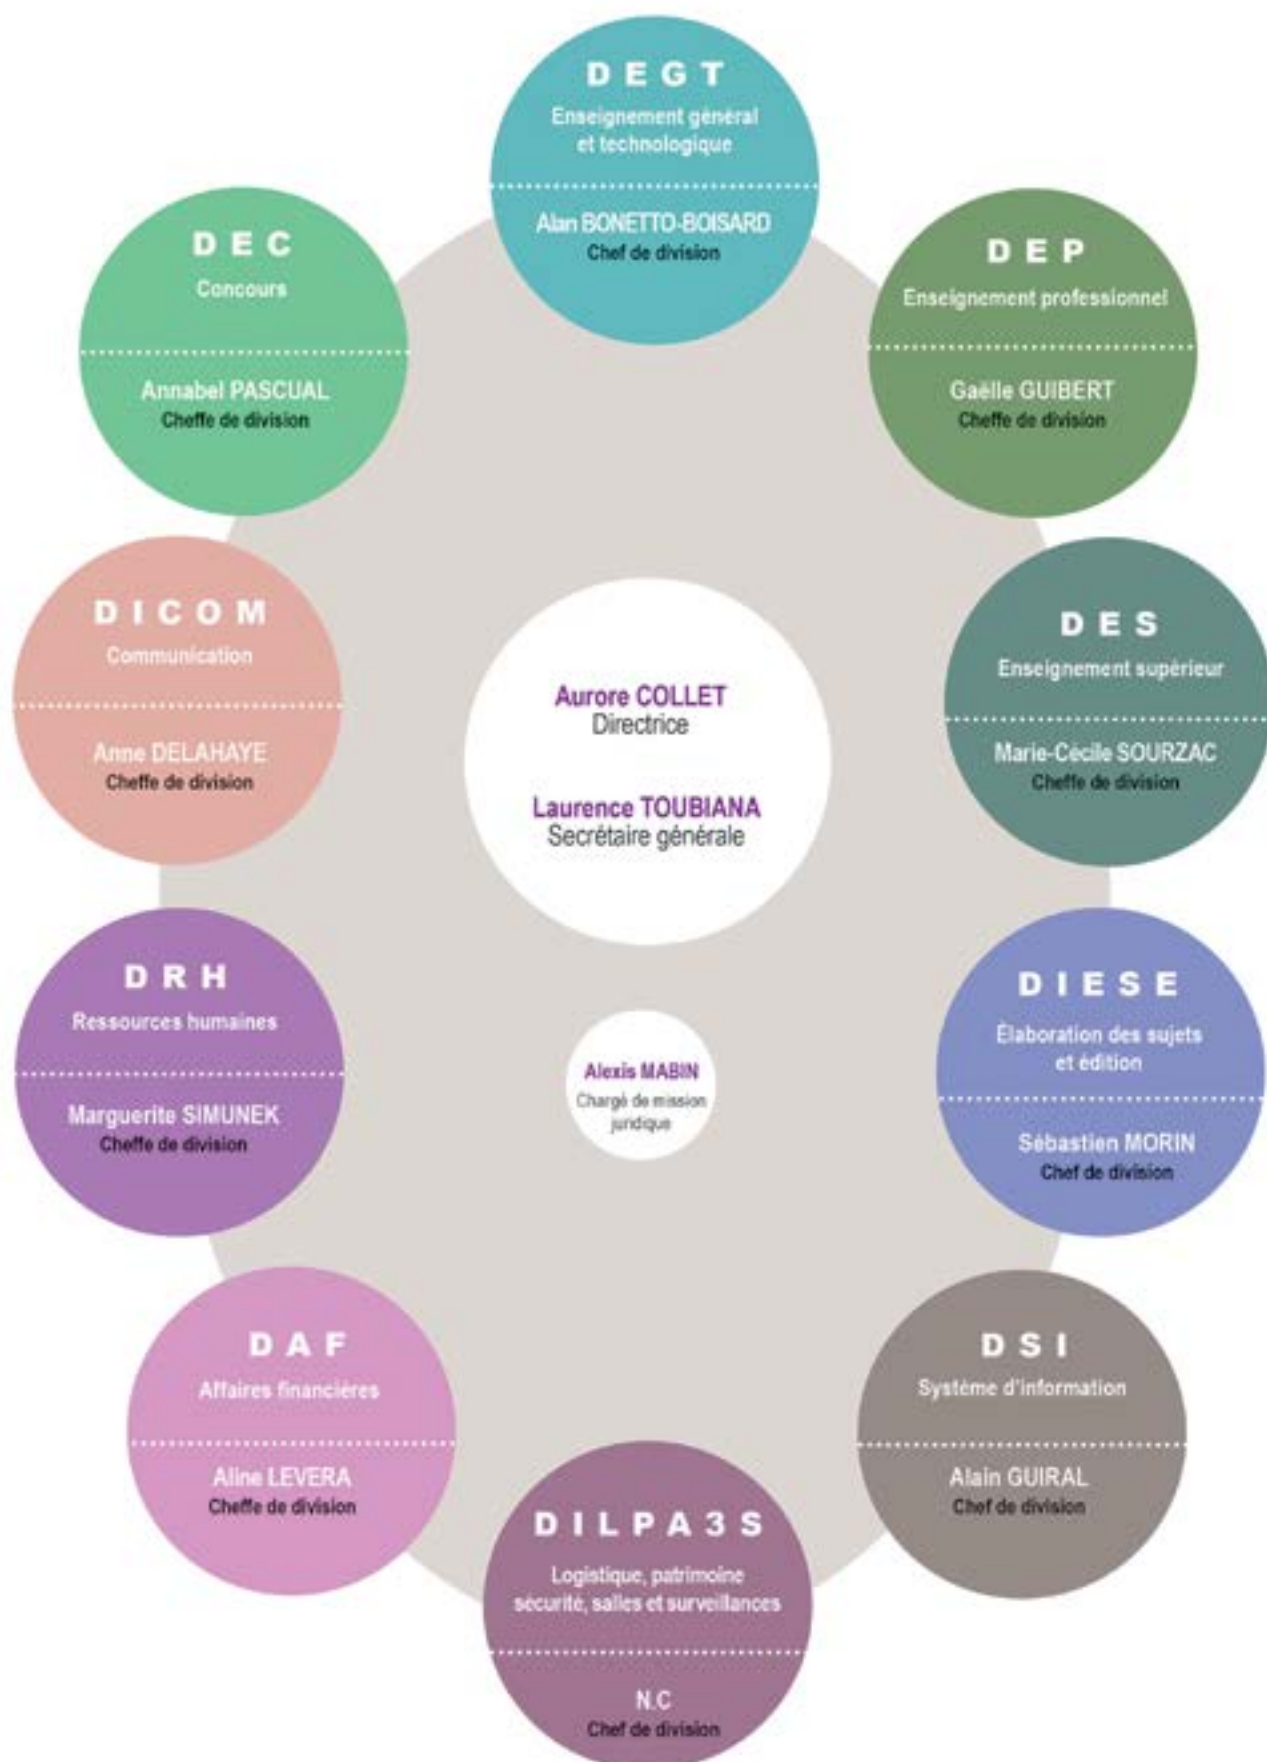 D E G T
Enseignement général
et technologique
Alan BONETTO-BOISARD
Chef de division
D E P
Enseignement professionnel
Gaëlle GUIBERT
Cheffe de division
D E S
Enseignement supérieur
Marie-Cécile SOURZAC
Cheffe de division
D I E S E
Élaboration des sujets
et édition
Sébastien MORIN
Chef de division
D S I
Système d'information
Alain GUIRAL
Chef de division
D I L P A 3 S
Logistique, patrimoine
sécurité, salles et surveillances
N.C
Chef de division
D A F
Affaires financières
Aline LEVERA
Cheffe de division
D R H
Ressources humaines
Marguerite SIMUNEK
Cheffe de division
D I C O M
Communication
Anne DELAHAYE
Cheffe de division
D E C
Concours
Annabel PASCUAL
Cheffe de division
Aurore COLLET
Directrice
Laurence TOUBIANA
Secrétaire générale
Alexis MABIN
Chargé de mission
juridique